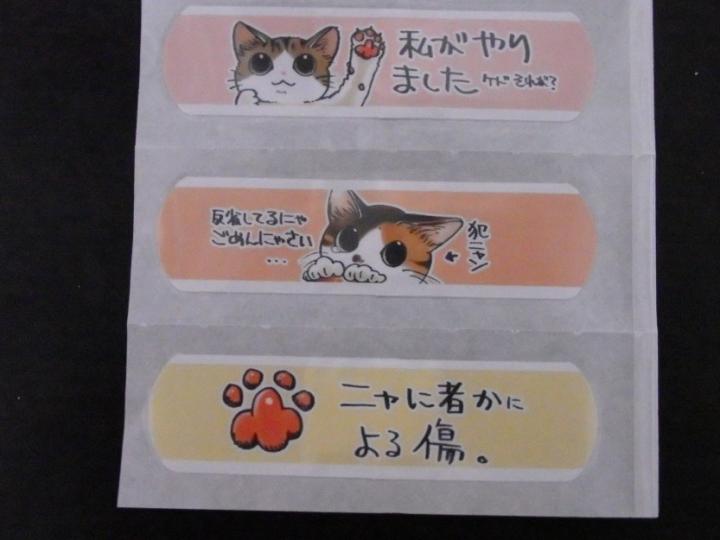 私がやり
ました ケド それが?
反省してるにゃ
ごめんにゃさい
...
犯ニャン
ニャに者かに
よる傷。